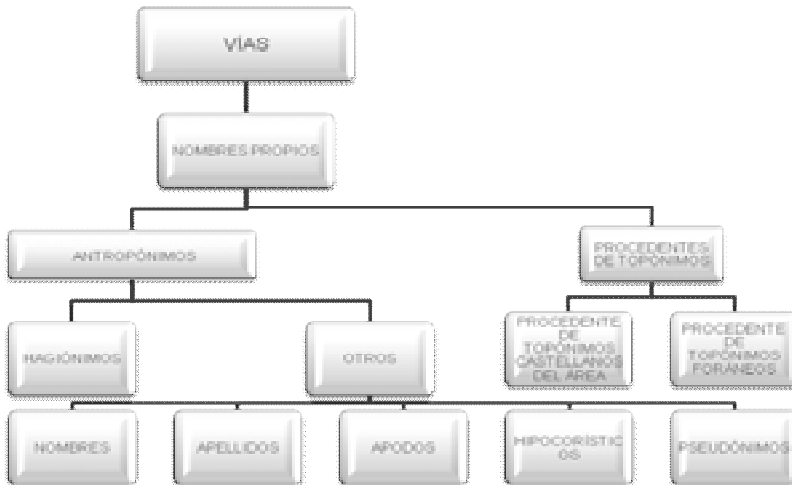 VÍAS
NOMBRES PROPIOS
ANTROPÓNIMOS
PROCEDENTES
DE TOPÓNIMOS
HAGIÓNIMOS
OTROS
PROCEDENTE
DE
TOPÓNIMOS
CASTELLANOS
DEL ÁREA
PROCEDENTE
DE
TOPÓNIMOS
FORÁNEOS
NOMBRES
APELLIDOS
APODOS
HIPOCORÍSTIC
OS
PSEUDÓNIMOS